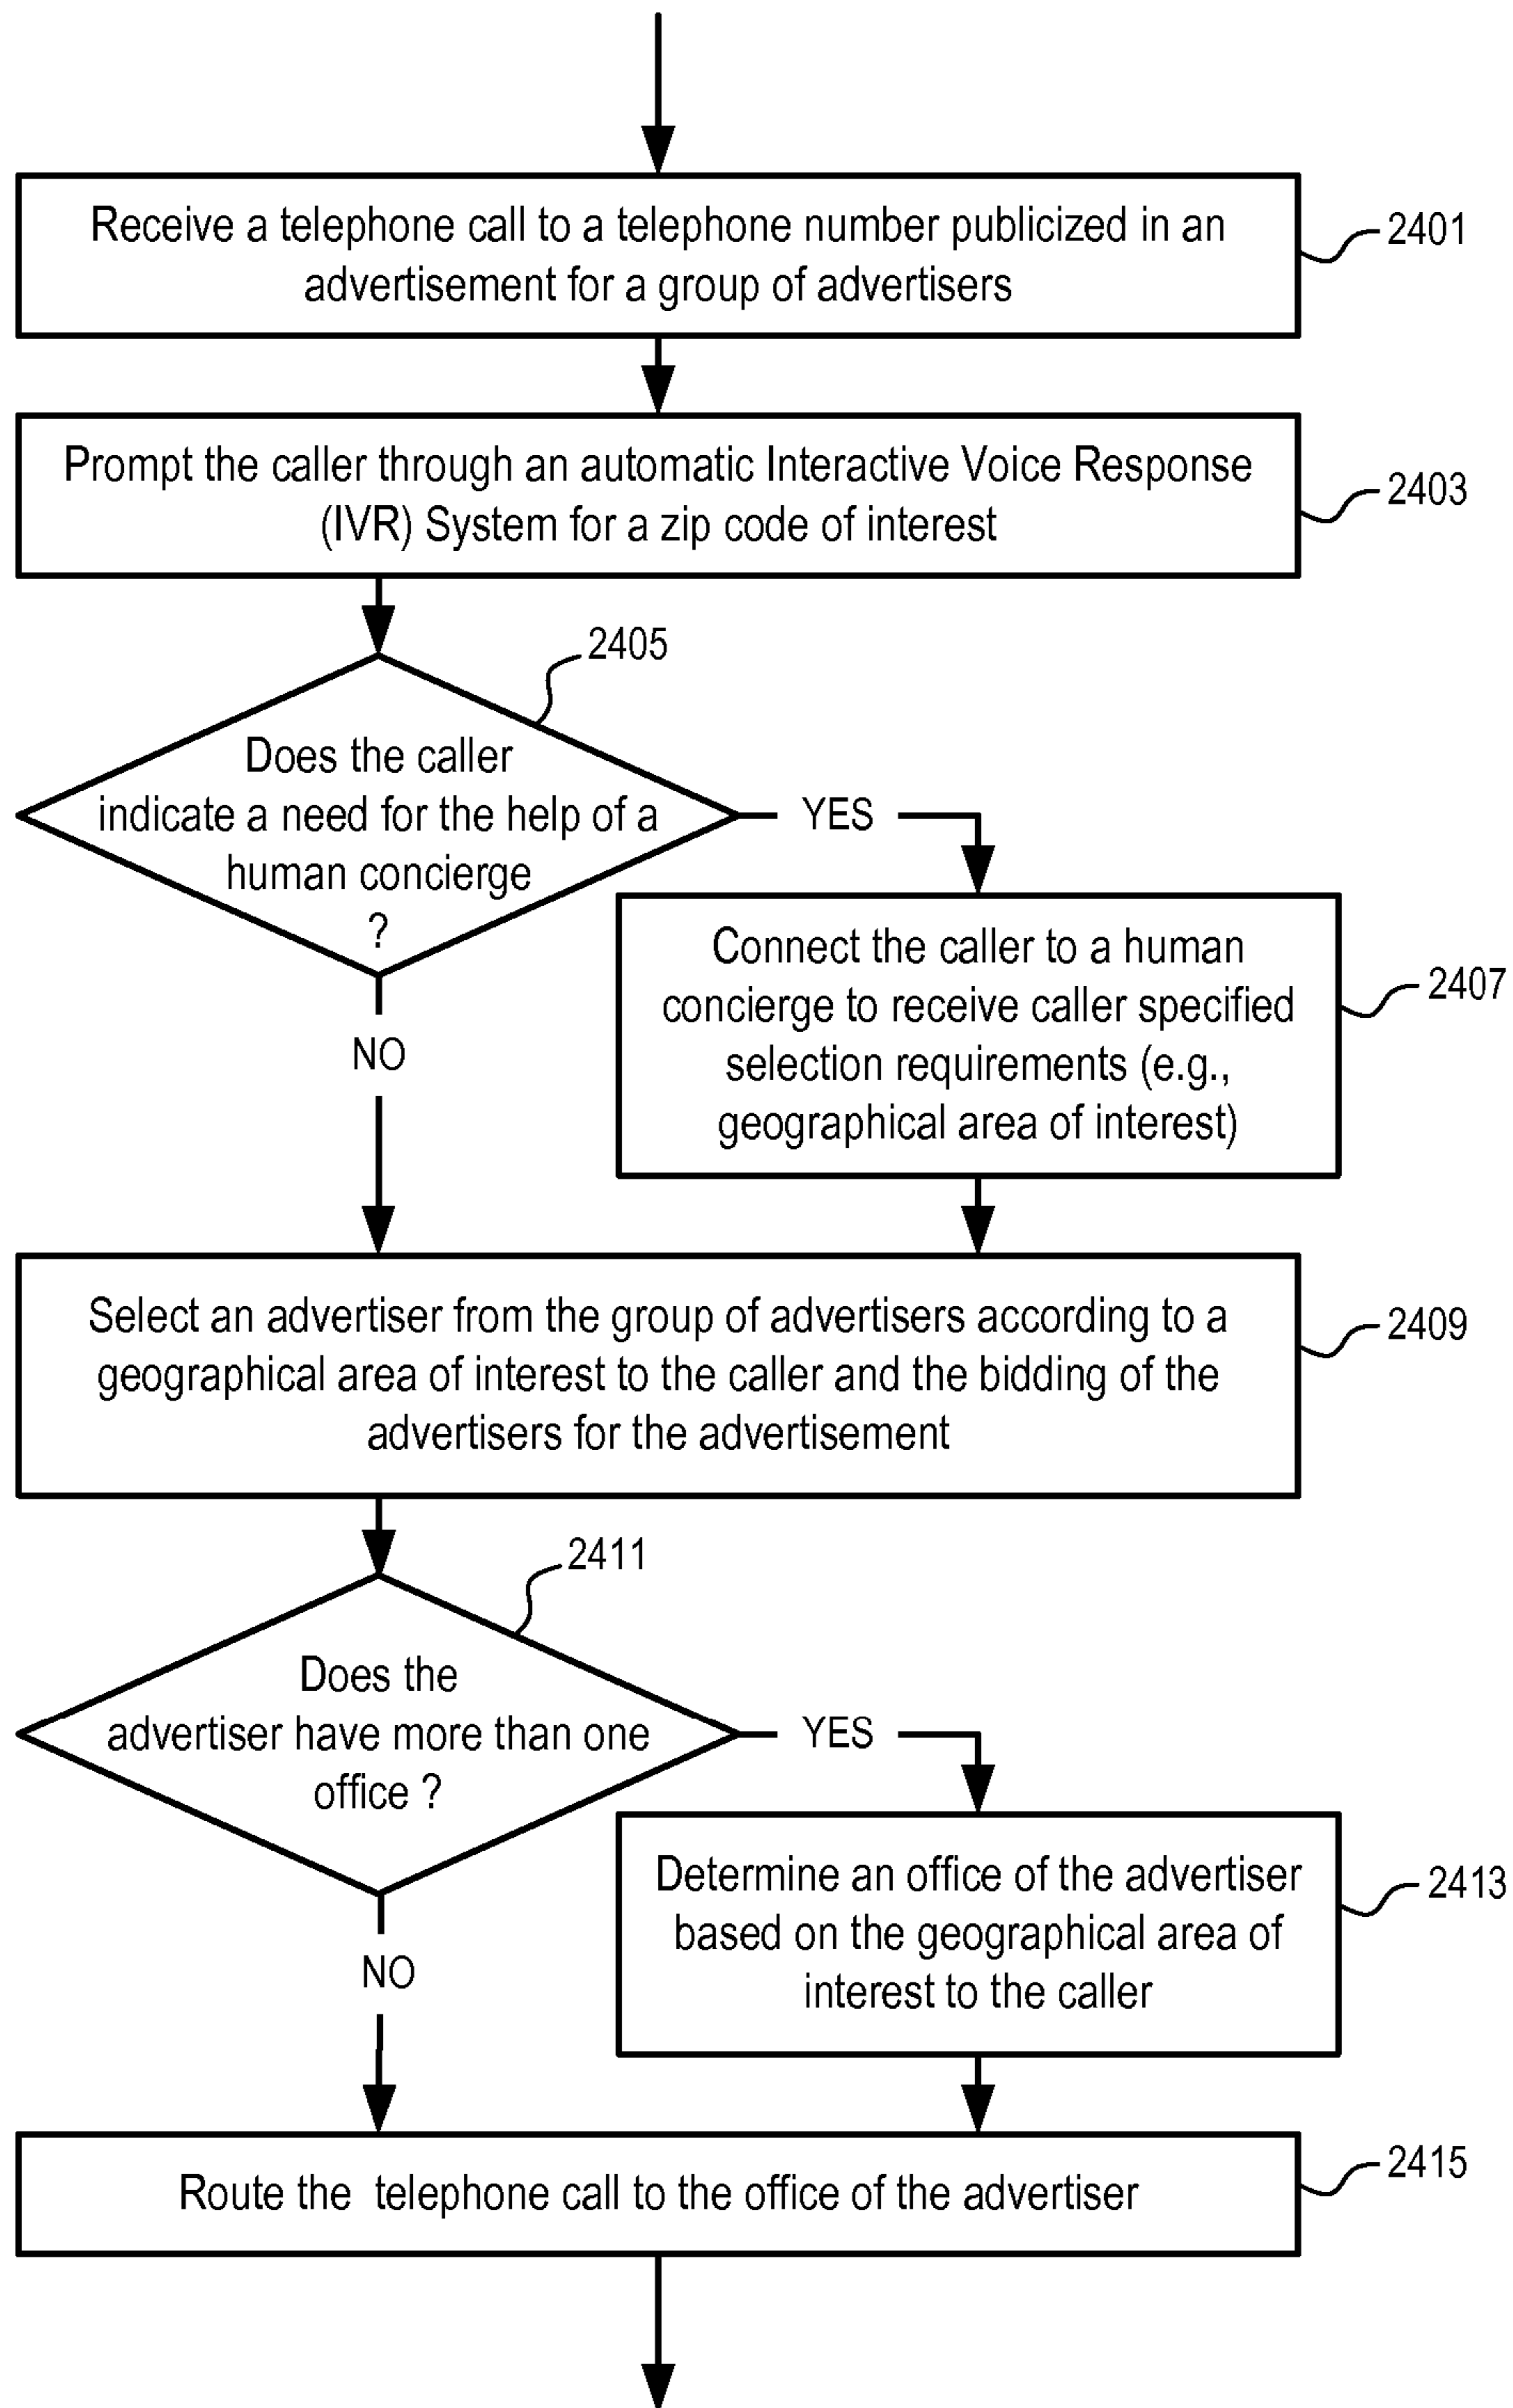 Receive a telephone call to a telephone number publicized in an
advertisement for a group of advertisers
2401
Prompt the caller through an automatic Interactive Voice Response
(IVR) System for a zip code of interest
2403
2405
Does the caller
indicate a need for the help of a
human concierge
?
YES
NO
Connect the caller to a human
concierge to receive caller specified
selection requirements (e.g.,
geographical area of interest)
2407
Select an advertiser from the group of advertisers according to a
geographical area of interest to the caller and the bidding of the
advertisers for the advertisement
2409
2411
Does the
advertiser have more than one
office ?
YES
NO
Determine an office of the advertiser
based on the geographical area of
interest to the caller
2413
Route the telephone call to the office of the advertiser
2415